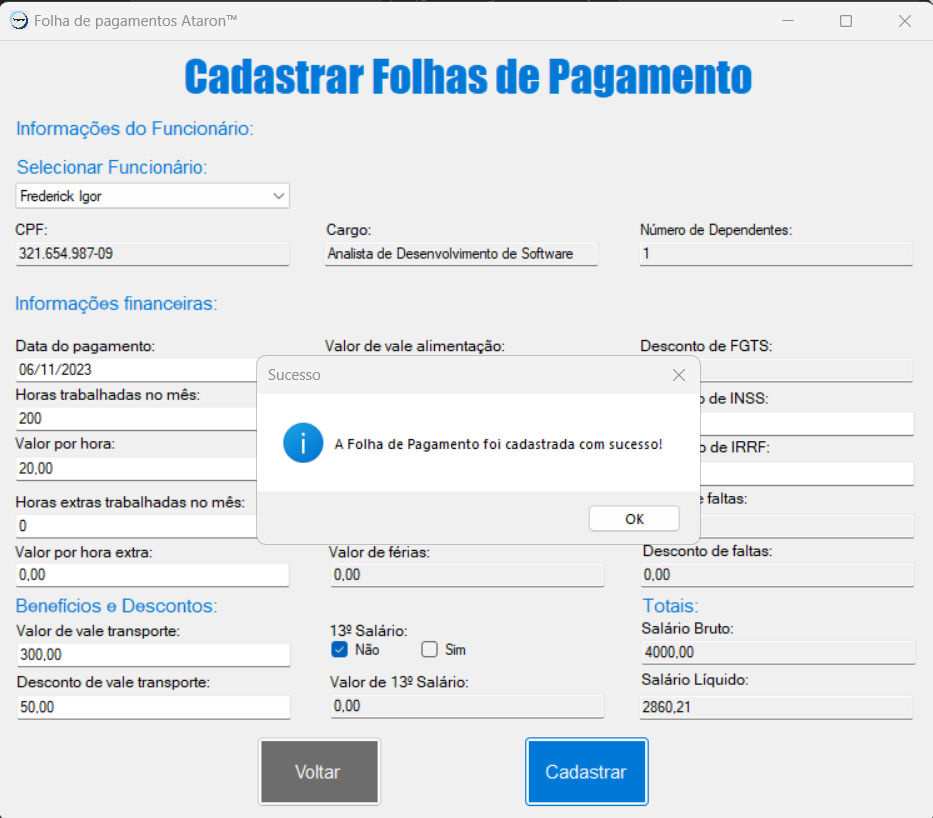 Folha de pagamentos Ataron™
Cadastrar Folhas de Pagamento
Informações do Funcionário:
Selecionar Funcionário:
Frederick Igor
CPF:
321.654.987-09
Cargo:
Analista de Desenvolvimento de Software
Número de Dependentes:
1
Informações financeiras:
Data do pagamento:
06/11/2023
Horas trabalhadas no mês:
200
Valor por hora:
20,00
Horas extras trabalhadas no mês:
0
Valor por hora extra:
0,00
Valor de vale alimentação:
Desconto de FGTS:
de INSS:
de IRRF:
faltas:
Sucesso
A Folha de Pagamento foi cadastrada com sucesso!
OK
Valor de férias:
0,00
Desconto de faltas:
0,00
Benefícios e Descontos:
Valor de vale transporte:
300,00
Desconto de vale transporte:
50,00
13º Salário:
Não
Sim
Valor de 13º Salário:
0,00
Totais:
Salário Bruto:
4000,00
Salário Líquido:
2860,21
Voltar
Cadastrar